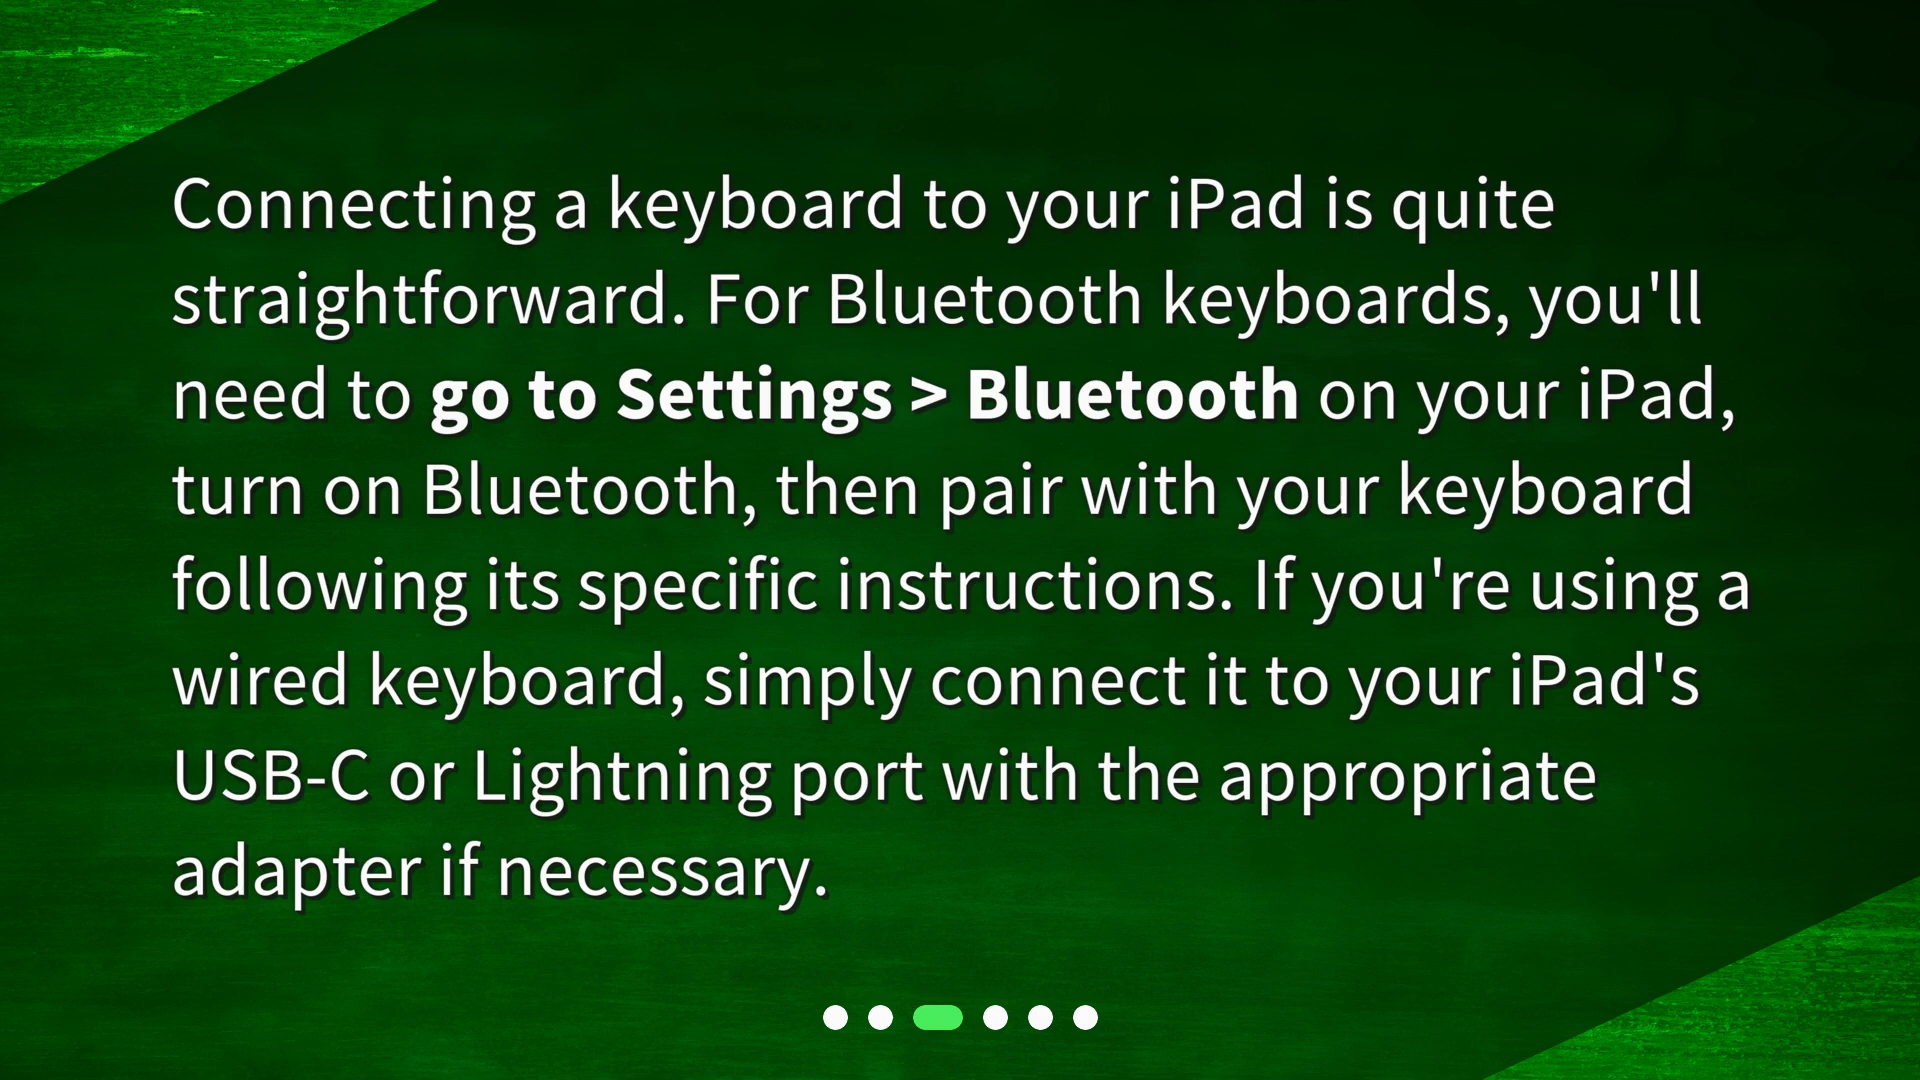 Connecting a keyboard to your iPad is quite
straightforward. For Bluetooth keyboards, you'll
need to go to Settings > Bluetooth on your iPad,
turn on Bluetooth, then pair with your keyboard
following its specific instructions. If you're using a
wired keyboard, simply connect it to your iPad's
USB-C or Lightning port with the appropriate
adapter if necessary.